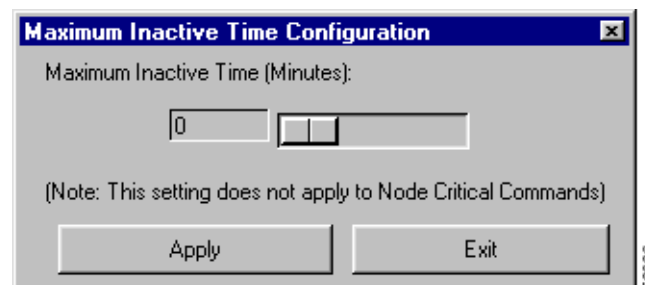 Maximum Inactive Time Configuration
Maximum Inactive Time (Minutes):
0
(Note: This setting does not apply to Node Critical Commands)
Apply
Exit